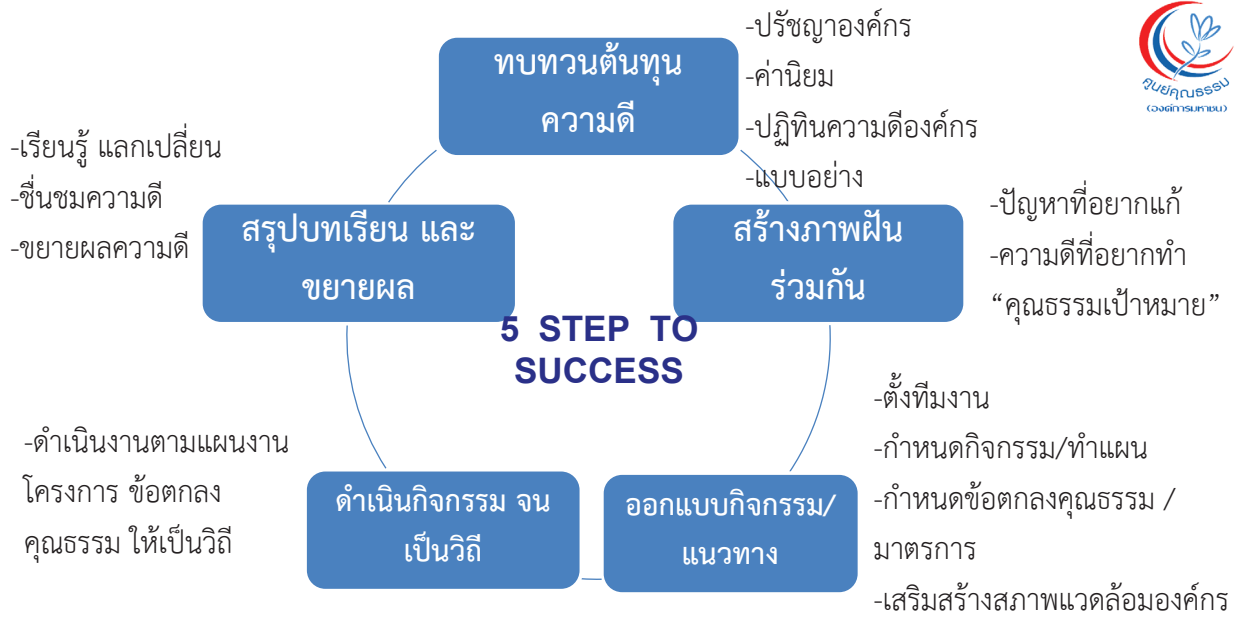 ทบทวนต้นทุน
ความดี
-ปรัชญาองค์กร
-ค่านิยม
-ปฏิทินความดีองค์กร
-แบบอย่าง
ศูนย์คุณธรรม
(องค์การมหาชน)
สร้างภาพฝัน
ร่วมกัน
-ปัญหาที่อยากแก้
-ความดีที่อยากทำ
“คุณธรรมเป้าหมาย”
ออกแบบกิจกรรม/
แนวทาง
-ตั้งทีมงาน
-กำหนดกิจกรรม/ทำแผน
-กำหนดข้อตกลงคุณธรรม /
มาตรการ
-เสริมสร้างสภาพแวดล้อมองค์กร
ดำเนินกิจกรรม จน
เป็นวิถี
-ดำเนินงานตามแผนงาน
โครงการ ข้อตกลง
คุณธรรม ให้เป็นวิถี
สรุปบทเรียน และ
ขยายผล
-เรียนรู้ แลกเปลี่ยน
-ชื่นชมความดี
-ขยายผลความดี
5 STEP TO
SUCCESS